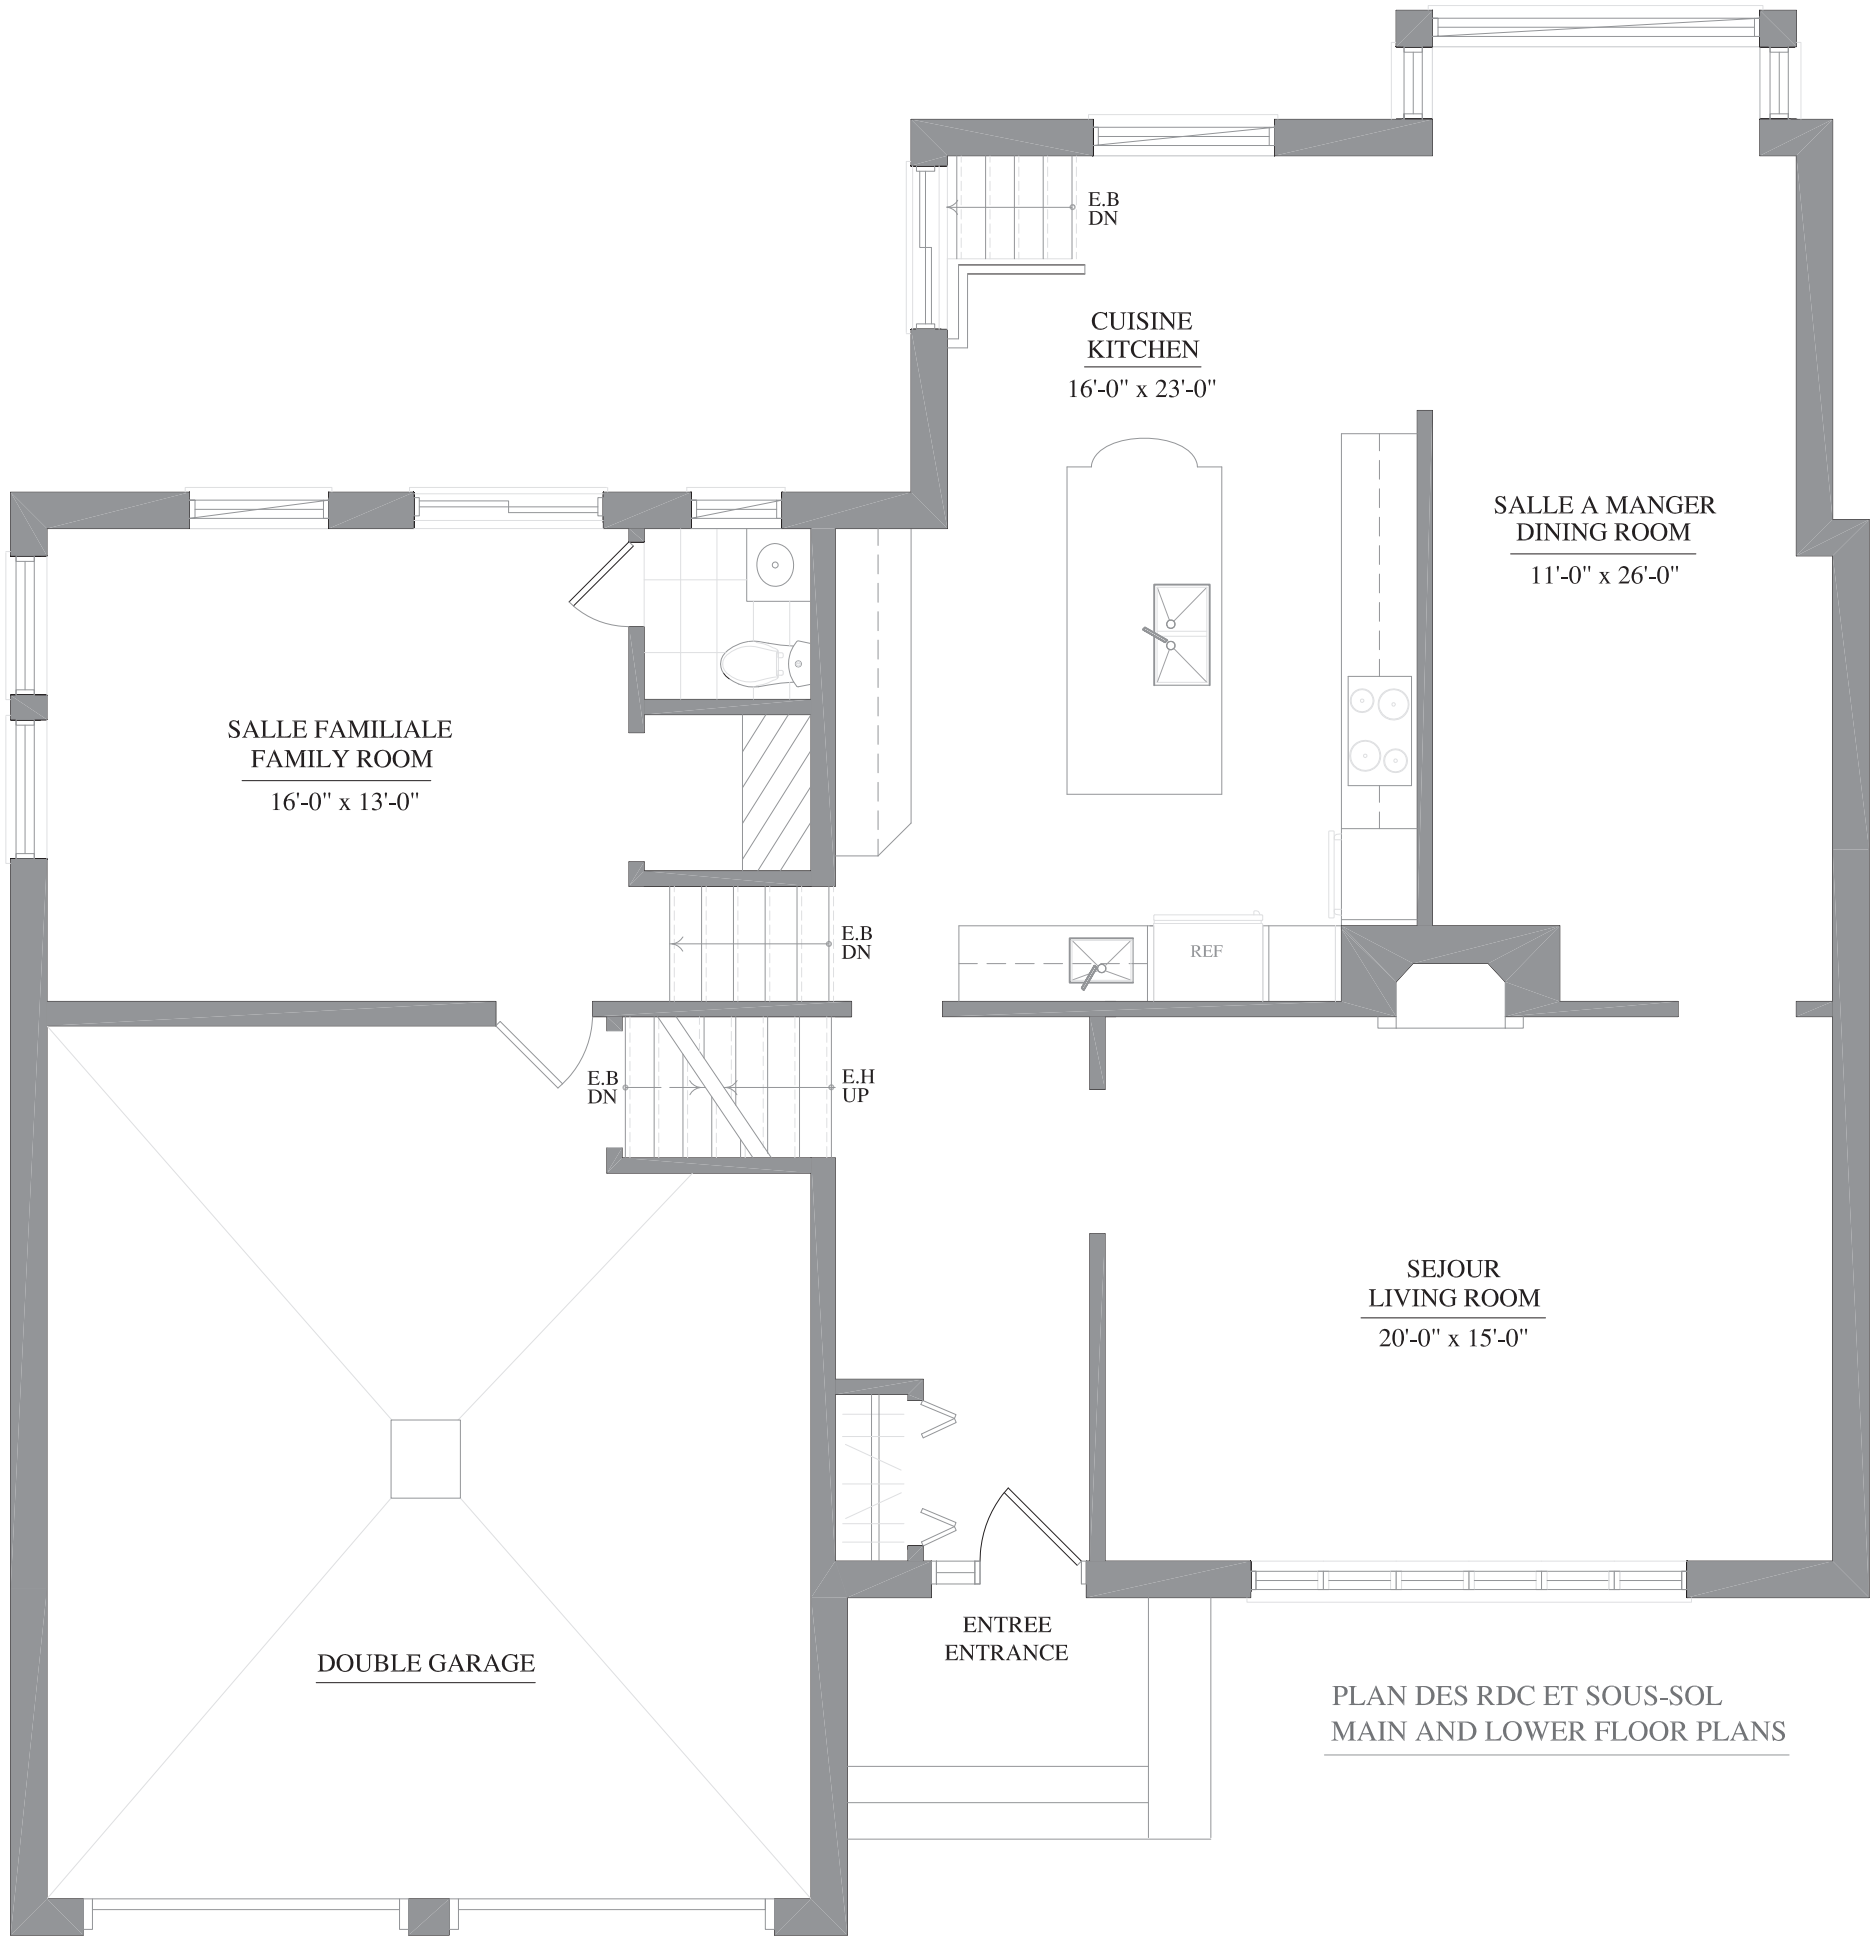 E.B
DN
CUISINE
KITCHEN
16'-0" x 23'-0"
SALLE A MANGER
DINING ROOM
11'-0" x 26'-0"
SALLE FAMILIALE
FAMILY ROOM
16'-0" x 13'-0"
E.B
DN
REF
E.B
DN
E.H
UP
SEJOUR
LIVING ROOM
20'-0" x 15'-0"
ENTREE
ENTRANCE
DOUBLE GARAGE
PLAN DES RDC ET SOUS-SOL
MAIN AND LOWER FLOOR PLANS